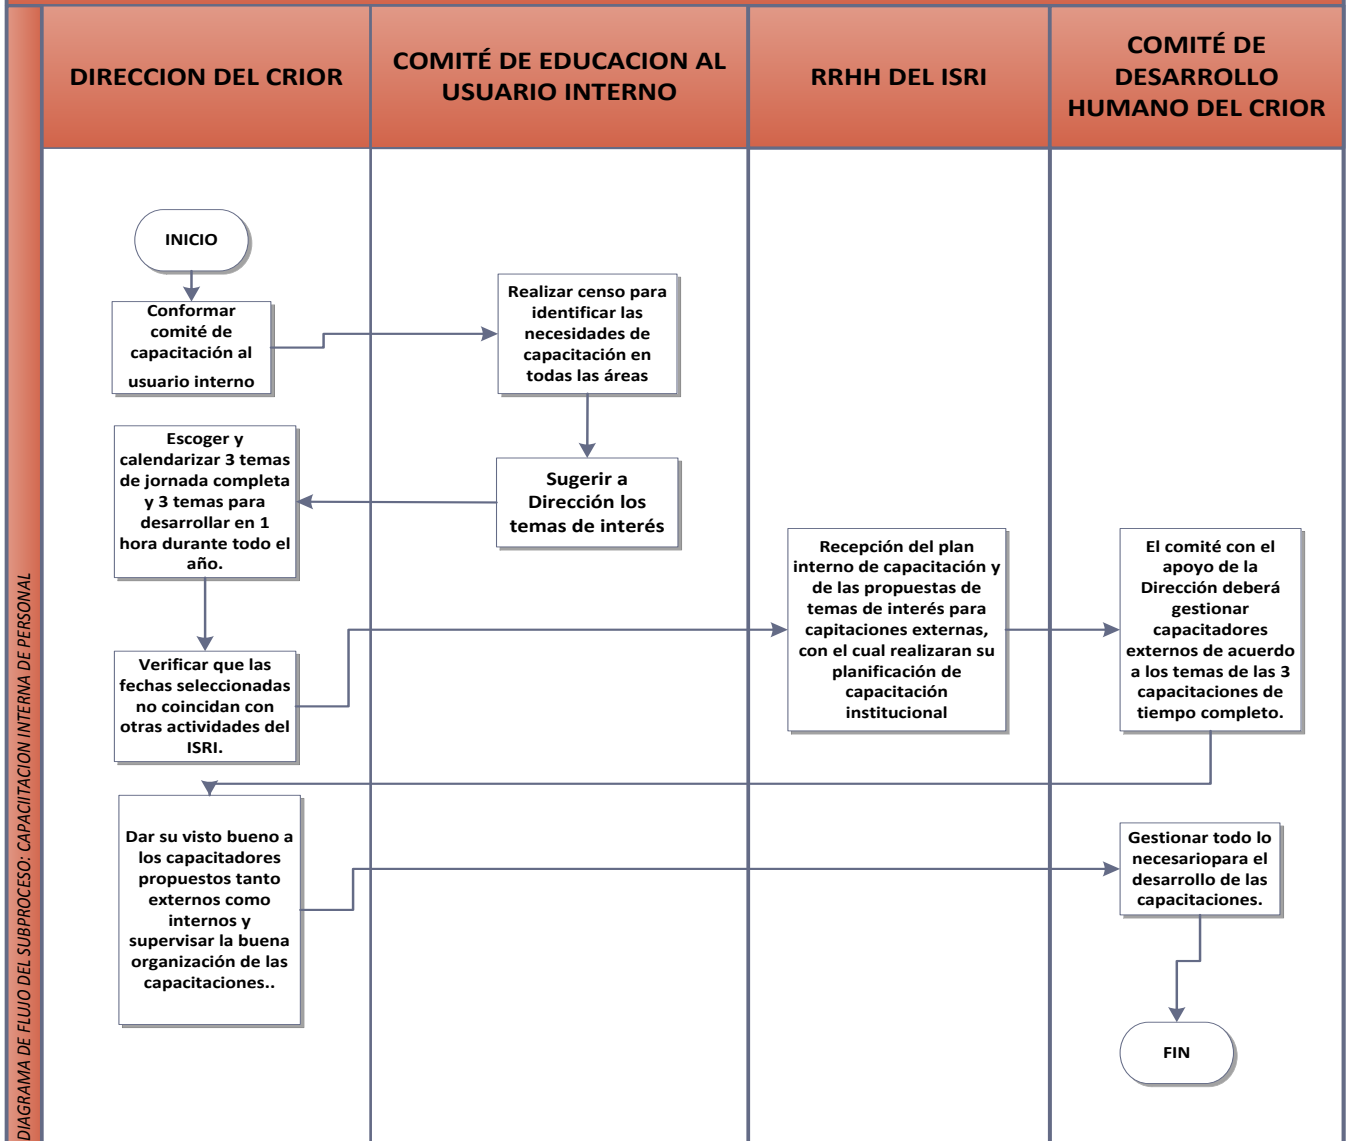 DIRECCION DEL CRIOR
COMITÉ DE EDUCACION AL
USUARIO INTERNO
RRHH DEL ISRI
COMITÉ DE
DESARROLLO
HUMANO DEL CRIOR
DIAGRAMA DE FLUJO DEL SUBPROCESO: CAPACIITACION INTERNA DE PERSONAL
INICIO
Conformar
comité de
capacitación al
usuario interno
Realizar censo para
identificar las
necesidades de
capacitación en
todas las áreas
Escoger y
calendarizar 3 temas
de jornada completa
y 3 temas para
desarrollar en 1
hora durante todo el
año.
Sugerir a
Dirección los
temas de interés
Verificar que las
fechas seleccionadas
no coincidan con
otras actividades del
ISRI.
Recepción del plan
interno de capacitación y
de las propuestas de
temas de interés para
capitaciones externas,
con el cual realizaran su
planificación de
capacitación
institucional
El comité con el
apoyo de la
Dirección deberá
gestionar
capacitadores
externos de acuerdo
a los temas de las 3
capacitaciones de
tiempo completo.
Dar su visto bueno a
los capacitadores
propuestos tanto
externos como
internos y
supervisar la buena
organización de las
capacitaciones..
Gestionar todo lo
necesariopara el
desarrollo de las
capacitaciones.
FIN